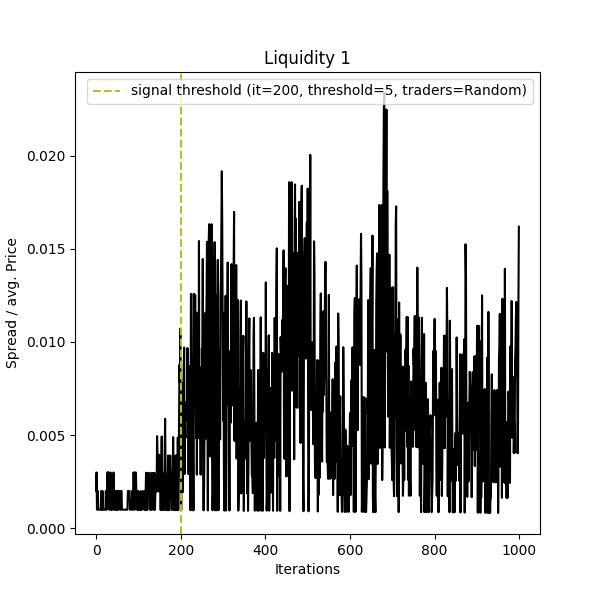 Liquidity 1
signal threshold (it=200, threshold=5, traders=Random)
Spread / avg. Price
0.020
0.015
0.010
0.005
0.000
0 200 400 600 800 1000
Iterations